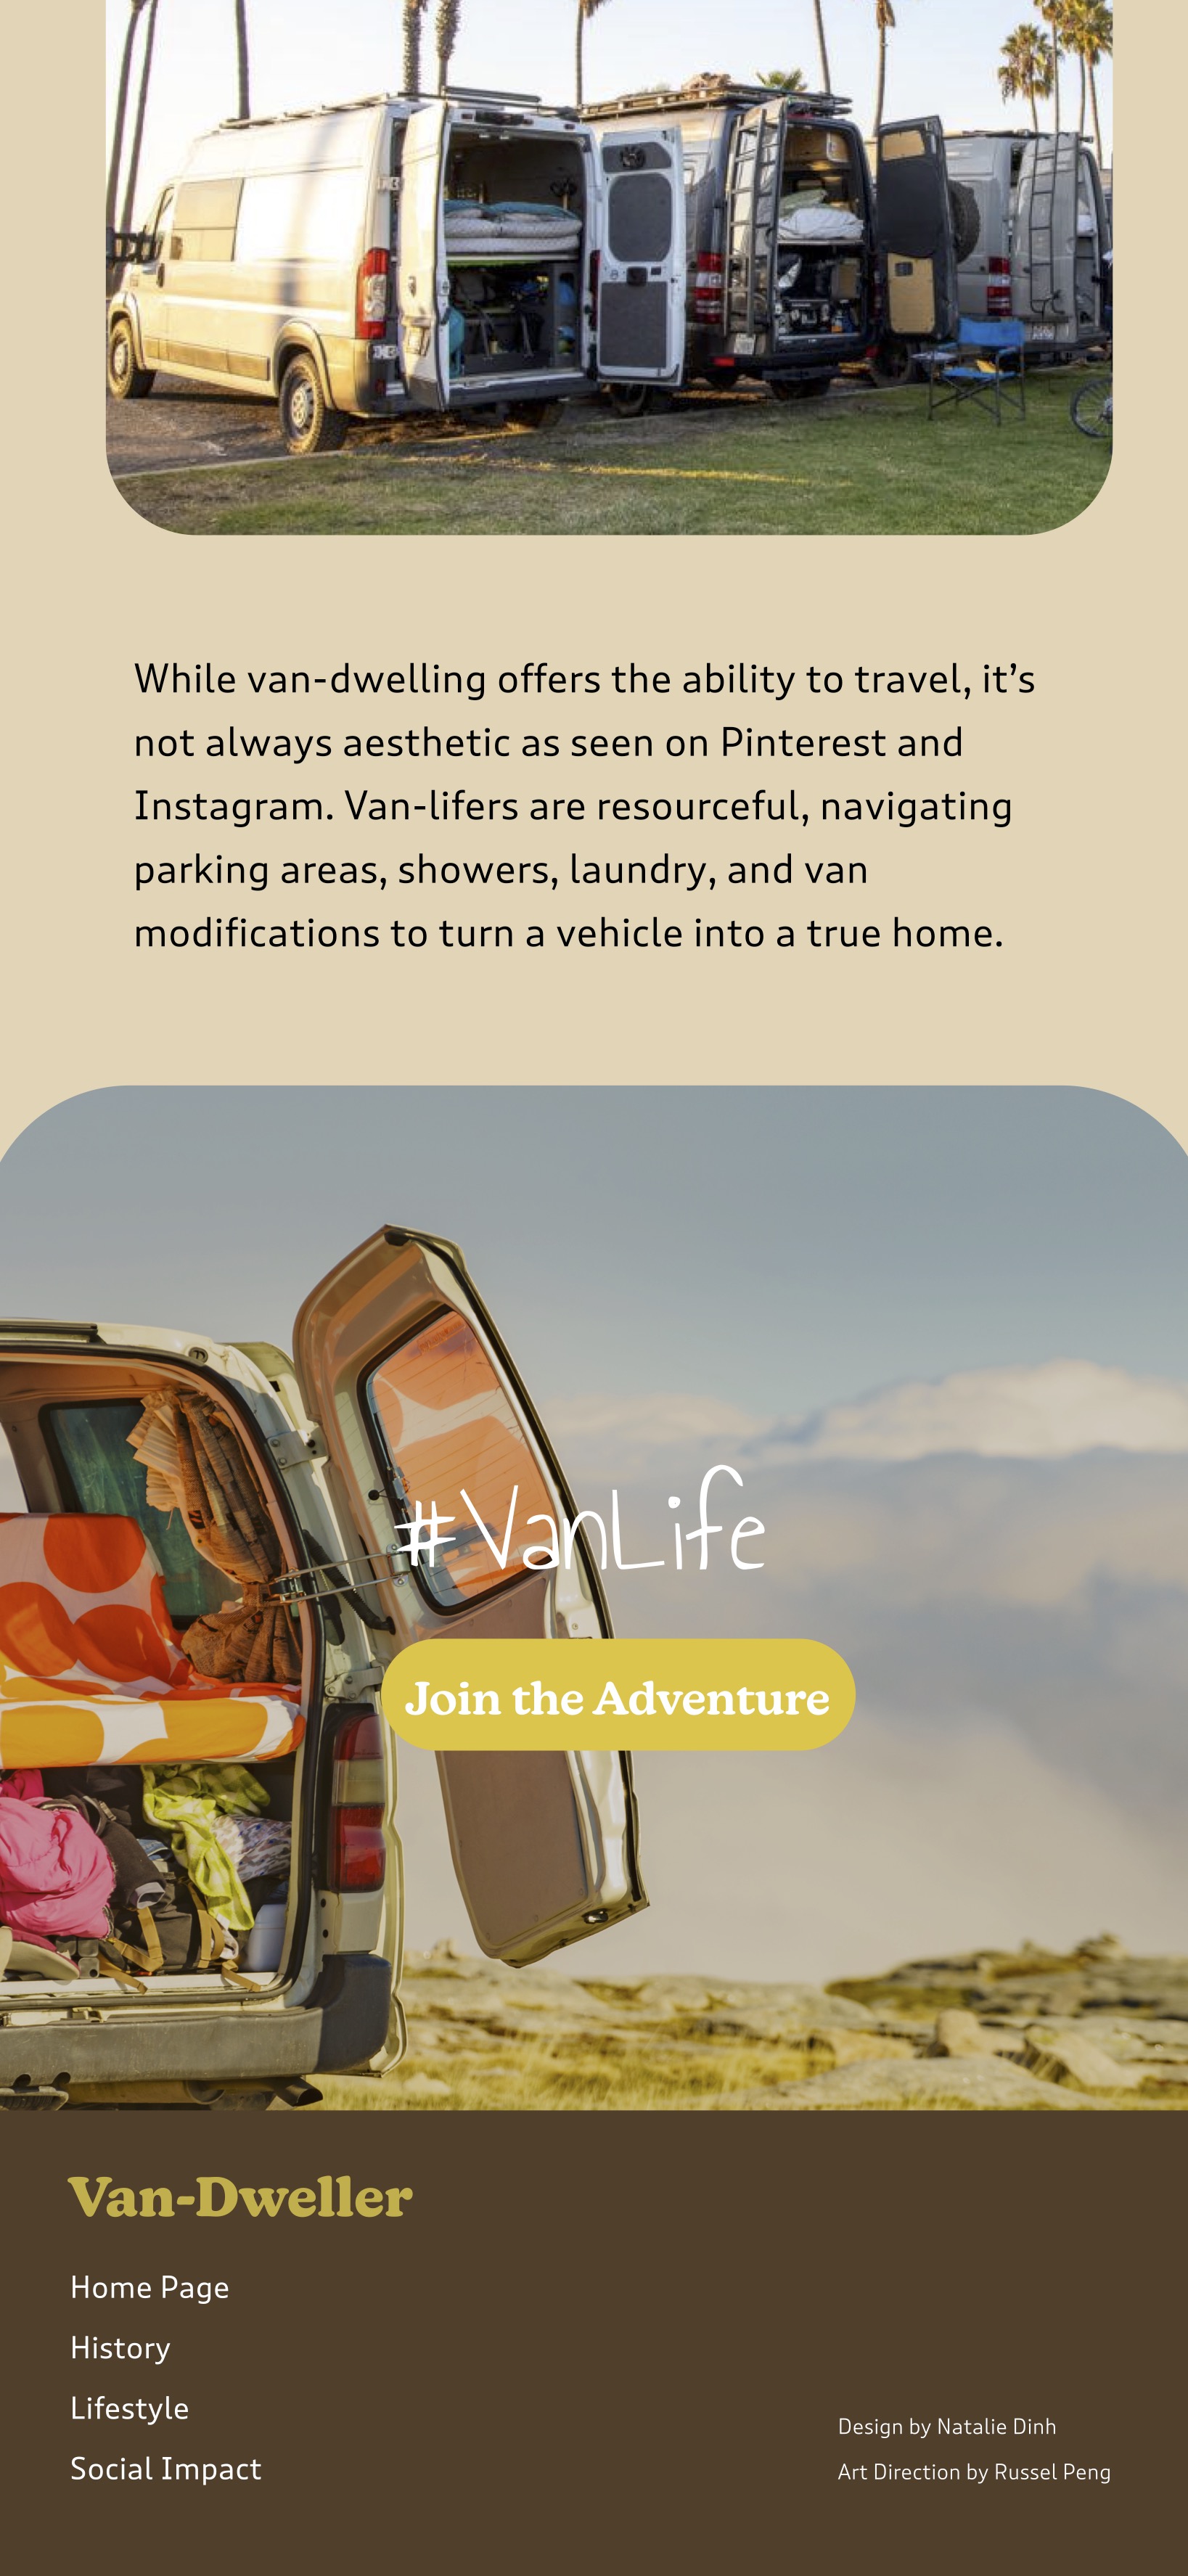 While van-dwelling offers the ability to travel, it’s
not always aesthetic as seen on Pinterest and
Instagram. Van-lifers are resourceful, navigating
parking areas, showers, laundry, and van
modifications to turn a vehicle into a true home.
#VanLife
Join the Adventure
Van-Dweller
Home Page
History
Lifestyle
Social Impact
Design by Natalie Dinh
Art Direction by Russel Peng